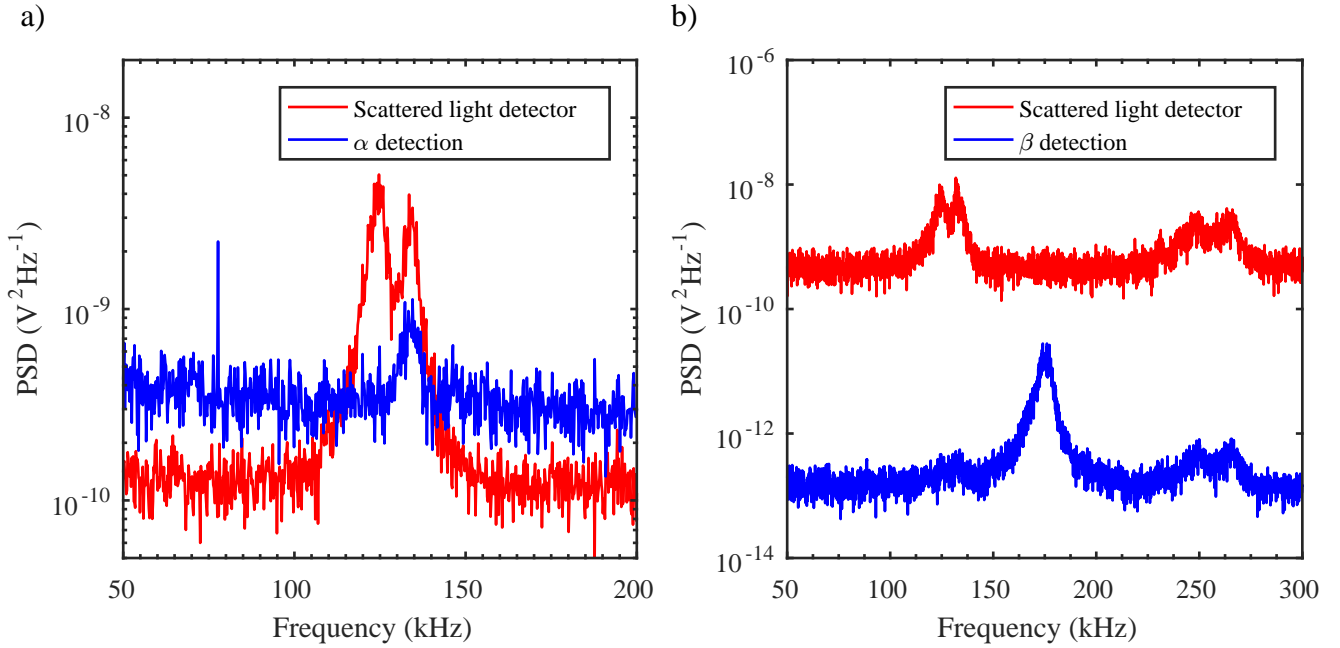 a)
10⁻⁸
10⁻⁹
10⁻¹⁰
PSD (V²Hz⁻¹)
Scattered light detector
α detection
50
100
150
200
Frequency (kHz)
b)
10⁻⁶
10⁻⁸
10⁻¹⁰
10⁻¹²
10⁻¹⁴
PSD (V²Hz⁻¹)
Scattered light detector
β detection
50
100
150
200
250
300
Frequency (kHz)